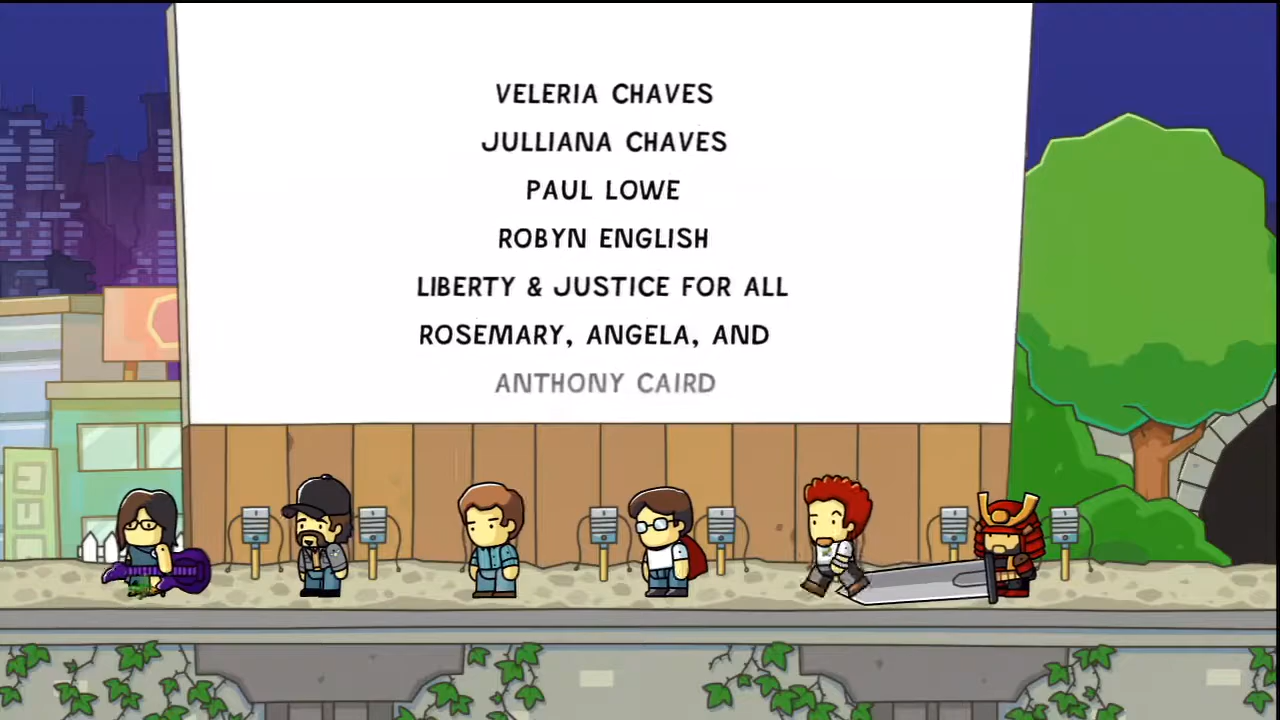 VELERIA CHAVES
JULLIANA CHAVES
PAUL LOWE
ROBYN ENGLISH
LIBERTY & JUSTICE FOR ALL
ROSEMARY, ANGELA, AND
ANTHONY CAIRD